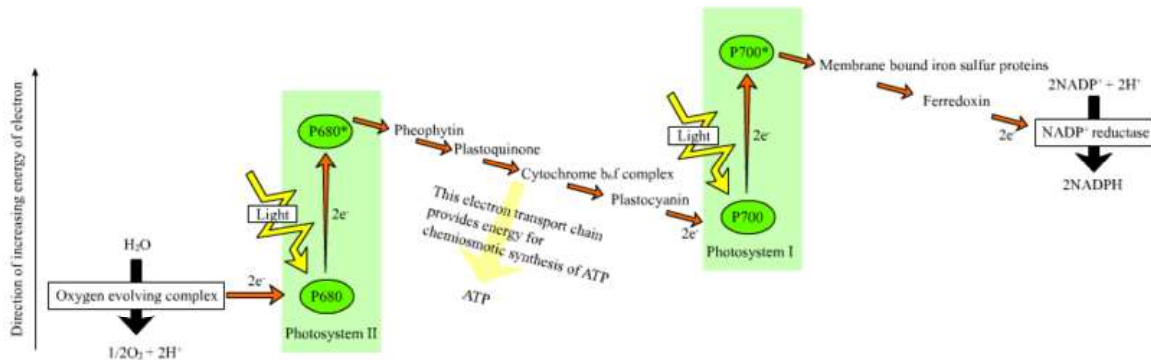 Direction of increasing energy of electron
H₂O
Oxygen evolving complex
1/2O₂ + 2H⁺
2e⁻
P680*
Light
2e⁻
P680
Photosystem II
Pheophytin
Plastoquinone
Cytochrome b₆f complex
Plastocyanin
2e⁻
This electron transport chain
provides energy for
chemiosmotic synthesis of ATP
ATP
P700*
Light
2e⁻
P700
Photosystem I
Membrane bound iron sulfur proteins
Ferredoxin
2e⁻
2NADP⁺ + 2H⁺
NADP⁺ reductase
2NADPH